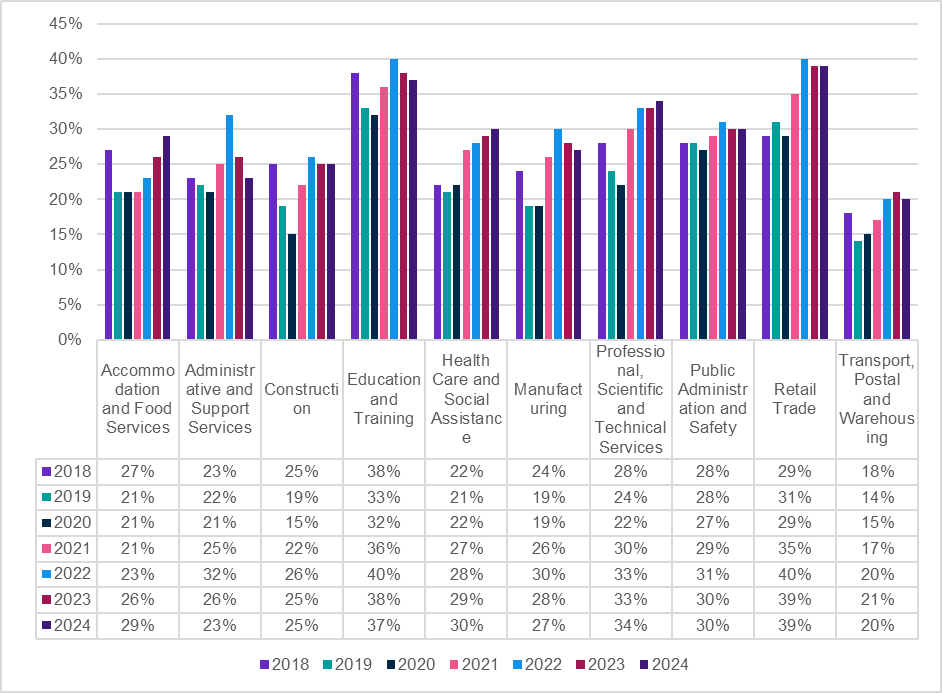 45%
40%
35%
30%
25%
20%
15%
10%
5%
0%
Accommo
dation
and Food
Services
Administr
ative and
Support
Services
Constructi
on
Education
and
Training
Health
Care and
Social
Assistanc
e
Manufact
uring
Professio
nal,
Scientific
and
Technical
Services
Public
Administr
ation and
Safety
Retail
Trade
Transport,
Postal
and
Warehous
ing
2018 27% 23% 25% 38% 22% 24% 28% 28% 29% 18%
2019 21% 22% 19% 33% 21% 19% 24% 28% 31% 14%
2020 21% 21% 15% 32% 22% 19% 22% 27% 29% 15%
2021 21% 25% 22% 36% 27% 26% 30% 29% 35% 17%
2022 23% 32% 26% 40% 28% 30% 33% 31% 40% 20%
2023 26% 26% 25% 38% 29% 28% 33% 30% 39% 21%
2024 29% 23% 25% 37% 30% 27% 34% 30% 39% 20%
2018 2019 2020 2021 2022 2023 2024